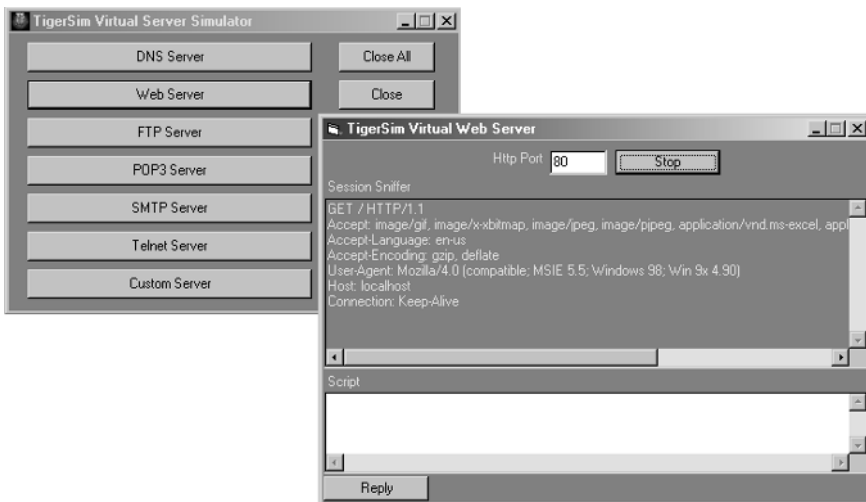 TigerSim Virtual Server Simulator
DNS Server
Close All
Web Server
Close
FTP Server
POP3 Server
SMTP Server
Telnet Server
Custom Server
TigerSim Virtual Web Server
Http Port 80 Stop
Session Sniffer
GET / HTTP/1.1
Accept: image/gif, image/x-xbitmap, image/jpeg, image/pjpeg, application/vnd.ms-excel, appl
Accept-Language: en-us
Accept-Encoding: gzip, deflate
User-Agent: Mozilla/4.0 (compatible; MSIE 5.5; Windows 98; Win 9x 4.90)
Host: localhost
Connection: Keep-Alive
Script
Reply